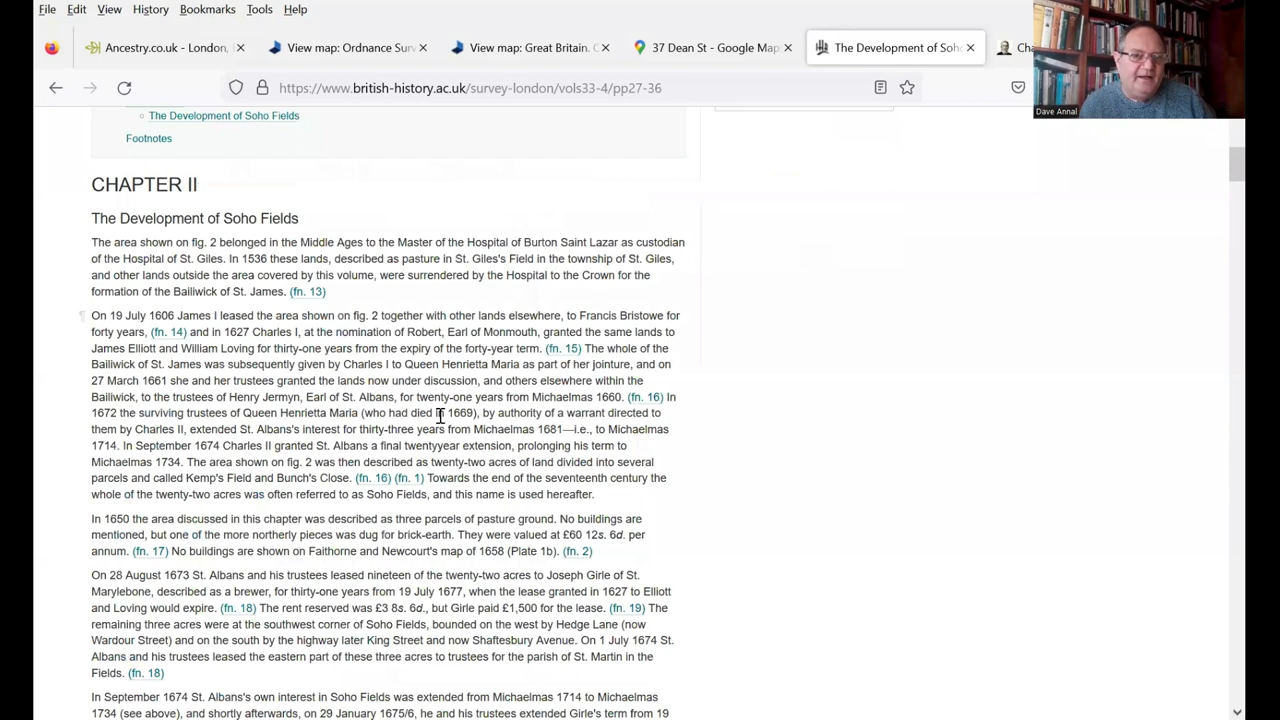 File Edit View History Bookmarks Tools Help
Ancestry.co.uk - London, View map: Ordnance Surv View map: Great Britain. 37 Dean St - Google Map The Development of Soh
https://www.british-history.ac.uk/survey-london/vols33-4/pp27-36
Dave Annal
The Development of Soho Fields
Footnotes
CHAPTER II
The Development of Soho Fields
The area shown on fig. 2 belonged in the Middle Ages to the Master of the Hospital of Burton Saint Lazar as custodian
of the Hospital of St. Giles. In 1536 these lands, described as pasture in St. Giles's Field in the township of St. Giles,
and other lands outside the area covered by this volume, were surrendered by the Hospital to the Crown for the
formation of the Bailiwick of St. James. (fn. 13)
¶ On 19 July 1606 James I leased the area shown on fig. 2 together with other lands elsewhere, to Francis Bristowe for
forty years, (fn. 14) and in 1627 Charles I, at the nomination of Robert, Earl of Monmouth, granted the same lands to
James Elliott and William Loving for thirty-one years from the expiry of the forty-year term. (fn. 15) The whole of the
Bailiwick of St. James was subsequently given by Charles I to Queen Henrietta Maria as part of her jointure, and on
27 March 1661 she and her trustees granted the lands now under discussion, and others elsewhere within the
Bailiwick, to the trustees of Henry Jermyn, Earl of St. Albans, for twenty-one years from Michaelmas 1660. (fn. 16) In
1672 the surviving trustees of Queen Henrietta Maria (who had died 1669), by authority of a warrant directed to
them by Charles II, extended St. Albans's interest for thirty-three years from Michaelmas 1681—i.e., to Michaelmas
1714. In September 1674 Charles II granted St. Albans a final twentyyear extension, prolonging his term to
Michaelmas 1734. The area shown on fig. 2 was then described as twenty-two acres of land divided into several
parcels and called Kemp's Field and Bunch's Close. (fn. 16) (fn. 1) Towards the end of the seventeenth century the
whole of the twenty-two acres was often referred to as Soho Fields, and this name is used hereafter.
In 1650 the area discussed in this chapter was described as three parcels of pasture ground. No buildings are
mentioned, but one of the more northerly pieces was dug for brick-earth. They were valued at £60 12s. 6d. per
annum. (fn. 17) No buildings are shown on Faithorne and Newcourt's map of 1658 (Plate 1b). (fn. 2)
On 28 August 1673 St. Albans and his trustees leased nineteen of the twenty-two acres to Joseph Girle of St.
Marylebone, described as a brewer, for thirty-one years from 19 July 1677, when the lease granted in 1627 to Elliott
and Loving would expire. (fn. 18) The rent reserved was £3 8s. 6d., but Girle paid £1,500 for the lease. (fn. 19) The
remaining three acres were at the southwest corner of Soho Fields, bounded on the west by Hedge Lane (now
Wardour Street) and on the south by the highway later King Street and now Shaftesbury Avenue. On 1 July 1674 St.
Albans and his trustees leased the eastern part of these three acres to trustees for the parish of St. Martin in the
Fields. (fn. 18)
In September 1674 St. Albans's own interest in Soho Fields was extended from Michaelmas 1714 to Michaelmas
1734 (see above), and shortly afterwards, on 29 January 1675/6, he and his trustees extended Girle's term from 19